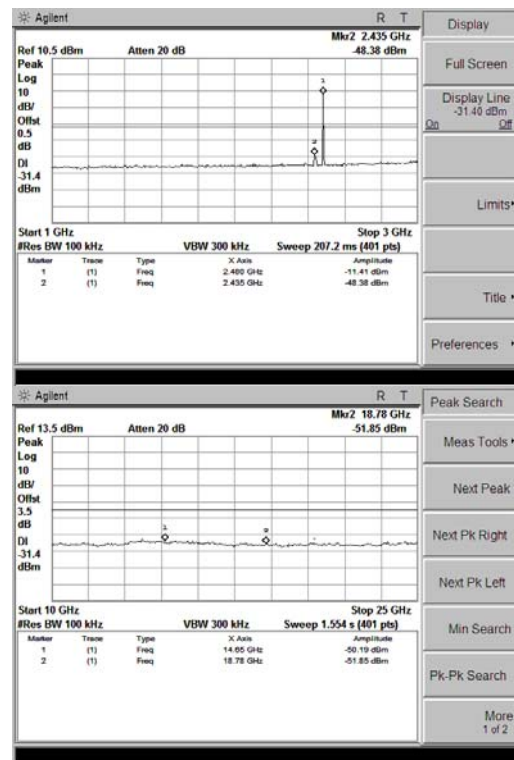 Agilent R T Display
Mkr2 2.435 GHz
Ref 10.5 dBm Atten 20 dB -48.38 dBm
Peak
Log
10
dB/
Offst
0.5
dB
DI
-31.4
dBm
1
2
Start 1 GHz Stop 3 GHz
#Res BW 100 kHz VBW 300 kHz Sweep 207.2 ms (401 pts)
Marker Trace Type X Axis Amplitude
1 (1) Freq 2.480 GHz -11.41 dBm
2 (1) Freq 2.435 GHz -48.38 dBm
Full Screen
Display Line
-31.40 dBm
On Off
Limits
Title
Preferences
Agilent R T Peak Search
Mkr2 18.78 GHz
Ref 13.5 dBm Atten 20 dB -51.85 dBm
Peak
Log
10
dB/
Offst
3.5
dB
DI
-31.4
dBm
1
2
Start 10 GHz Stop 25 GHz
#Res BW 100 kHz VBW 300 kHz Sweep 1.554 s (401 pts)
Marker Trace Type X Axis Amplitude
1 (1) Freq 14.65 GHz -50.19 dBm
2 (1) Freq 18.78 GHz -51.85 dBm
Meas Tools
Next Peak
Next Pk Right
Next Pk Left
Min Search
Pk-Pk Search
More
1 of 2